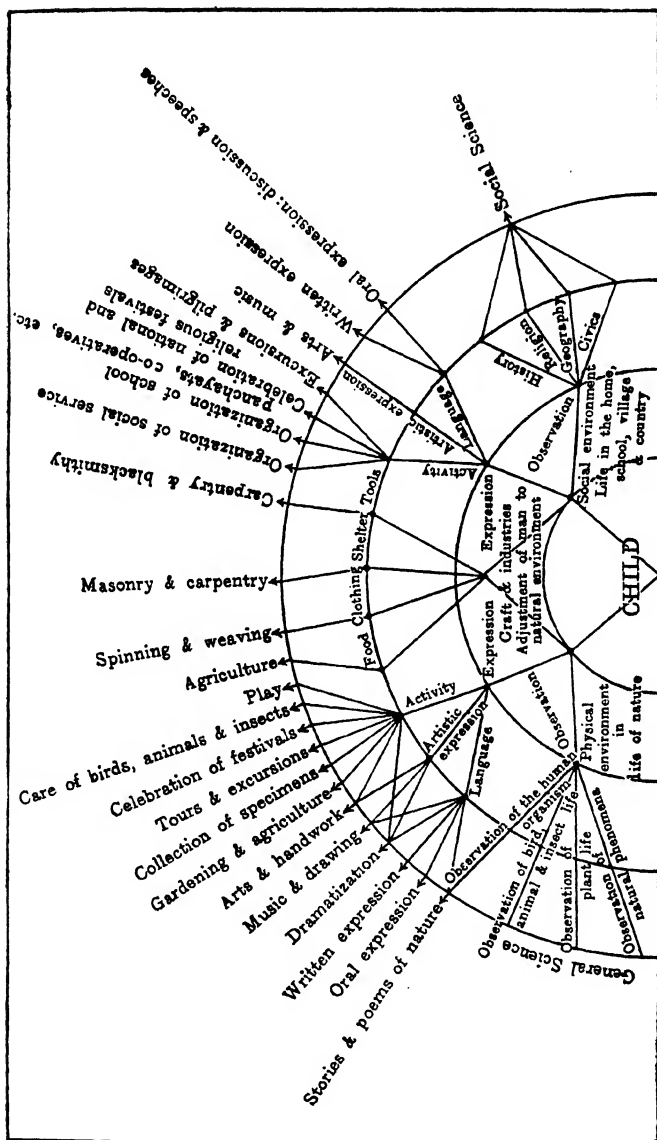 Oral expression: discussion & speeches
Written expression
Arts & music
Excursions & pilgrimages
Celebration of national and
religious festivals
Organization of school
panchayats, co-operatives, etc.
Organization of social service
Carpentry & blacksmithy
Masonry & carpentry
Spinning & weaving
Agriculture
Play
Care of birds, animals & insects
Celebration of festivals
Tours & excursions
Collection of specimens
Gardening & agriculture
Arts & handwork
Music & drawing
Dramatization
Written expression
Oral expression
Stories & poems of nature
Social Science
History
Religion
Geography
Civics
Language
Artistic
expression
Activity
Tools
Shelter
Clothing
Food
Activity
Artistic
expression
Language
Observation
Social environment
Life in the home,
school, village
& country
Expression
Expression
Craft & industries
Adjustment of man to
natural environment
Observation
Physical environment
in
life of nature
CHILD
Observation of the human
organism
Observation of bird,
animal & insect life
Observation of
plant life
Observation of
natural phenomena
General Science